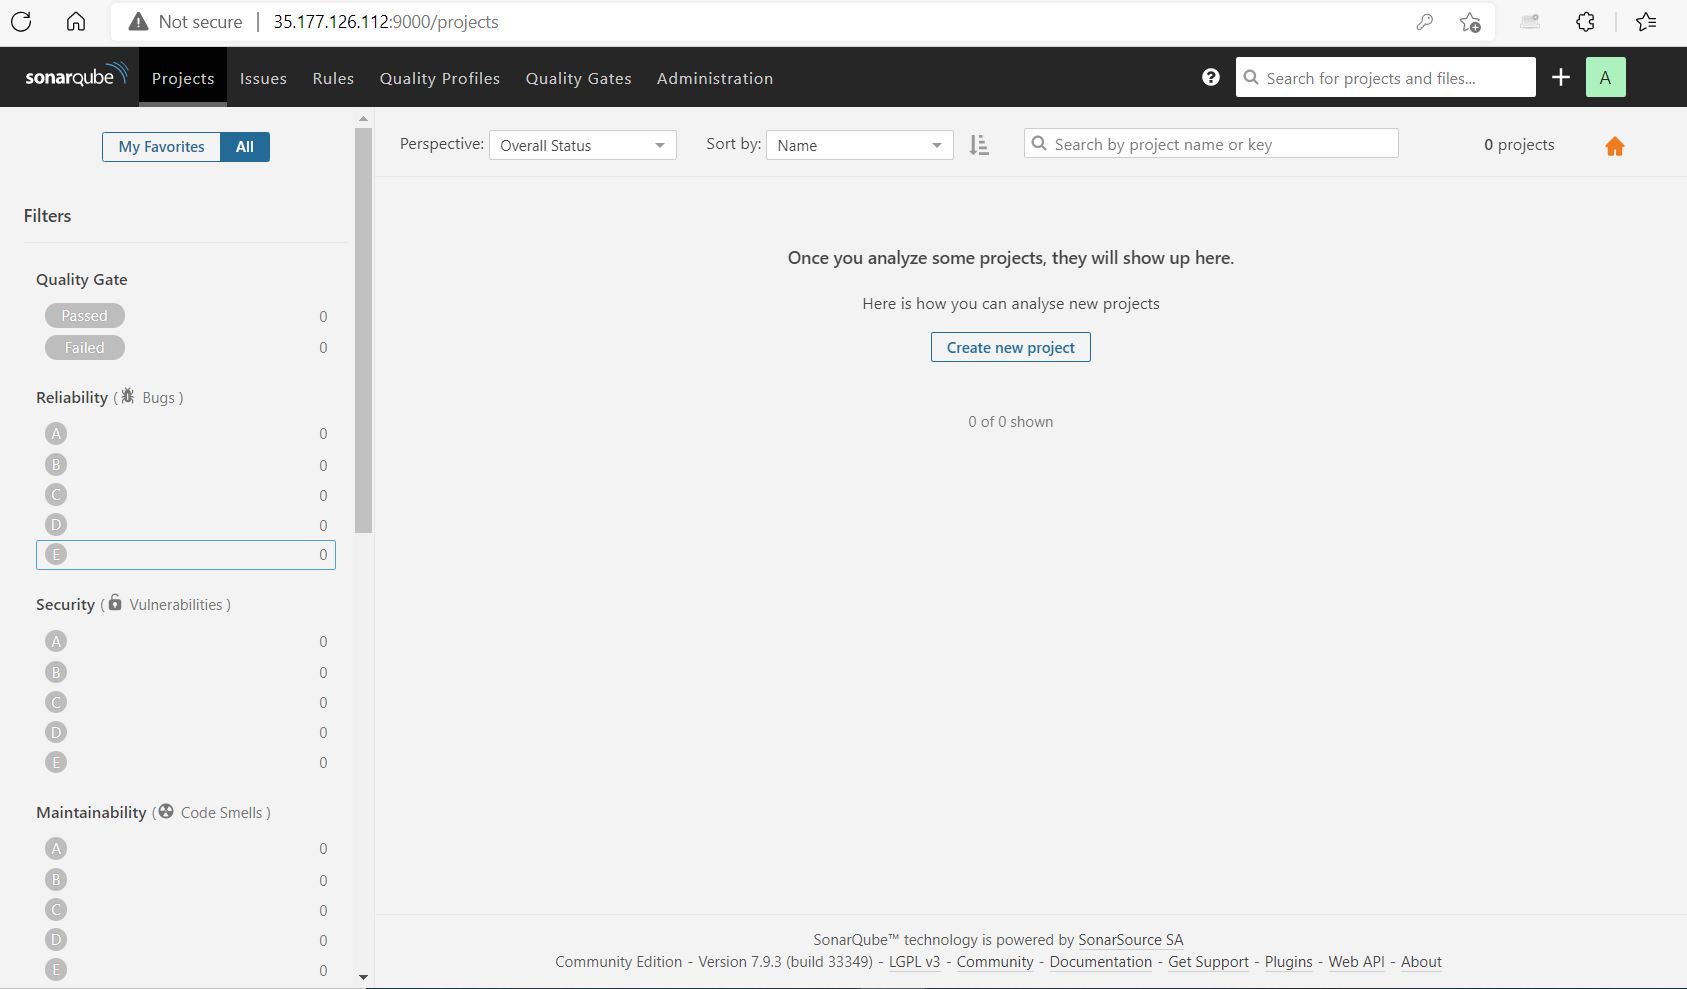 Not secure | 35.177.126.112:9000/projects
sonarqube Projects Issues Rules Quality Profiles Quality Gates Administration ? Search for projects and files... + A
My Favorites All
Perspective: Overall Status Sort by: Name Search by project name or key 0 projects
Filters
Once you analyze some projects, they will show up here.
Here is how you can analyse new projects
Create new project
0 of 0 shown
Quality Gate
Passed 0
Failed 0
Reliability ( Bugs )
A 0
B 0
C 0
D 0
E 0
Security ( Vulnerabilities )
A 0
B 0
C 0
D 0
E 0
Maintainability ( Code Smells )
A 0
B 0
C 0
D 0
E 0
SonarQube™ technology is powered by SonarSource SA
Community Edition - Version 7.9.3 (build 33349) - LGPL v3 - Community - Documentation - Get Support - Plugins - Web API - About